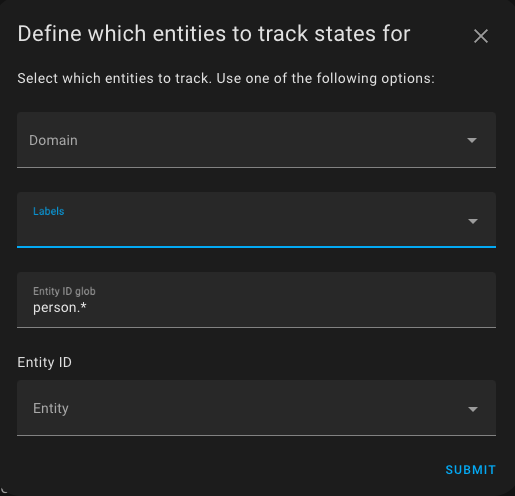 Define which entities to track states for
Select which entities to track. Use one of the following options:
Domain
Labels
Entity ID glob
person.*
Entity ID
Entity
SUBMIT